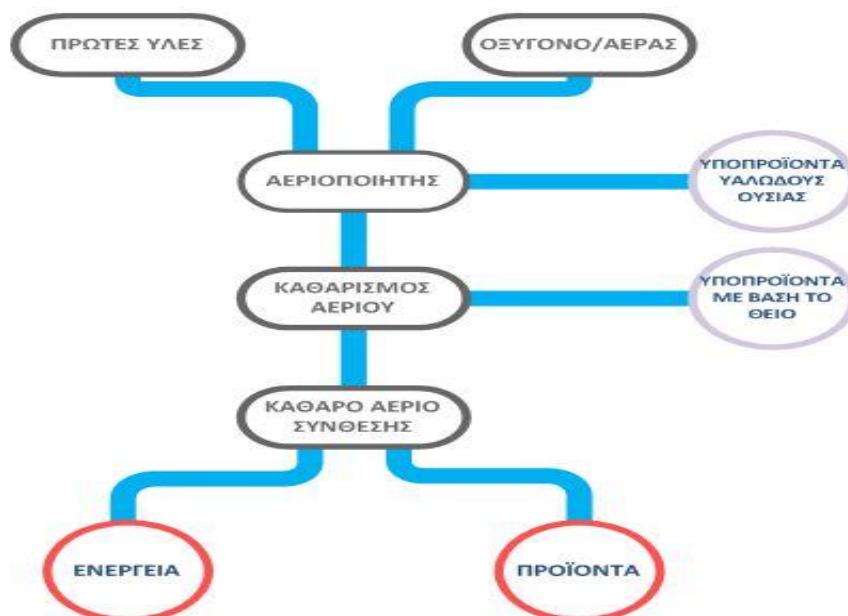 ΠΡΩΤΕΣ ΥΛΕΣ
ΟΞΥΓΟΝΟ/ΑΕΡΑΣ
ΑΕΡΙΟΠΟΙΗΤΗΣ
ΥΠΟΠΡΟΪΟΝΤΑ
ΥΑΛΩΔΟΥΣ
ΟΥΣΙΑΣ
ΚΑΘΑΡΙΣΜΟΣ
ΑΕΡΙΟΥ
ΥΠΟΠΡΟΪΟΝΤΑ
ΜΕ ΒΑΣΗ ΤΟ
ΘΕΙΟ
ΚΑΘΑΡΟ ΑΕΡΙΟ
ΣΥΝΘΕΣΗΣ
ΕΝΕΡΓΕΙΑ
ΠΡΟΪΟΝΤΑ